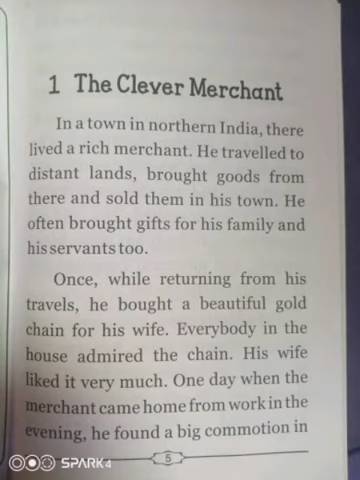 1 The Clever Merchant
In a town in northern India, there
lived a rich merchant. He travelled to
distant lands, brought goods from
there and sold them in his town. He
often brought gifts for his family and
his servants too.
Once, while returning from his
travels, he bought a beautiful gold
chain for his wife. Everybody in the
house admired the chain. His wife
liked it very much. One day when the
merchant came home from work in the
evening, he found a big commotion in
5
SPARK 4